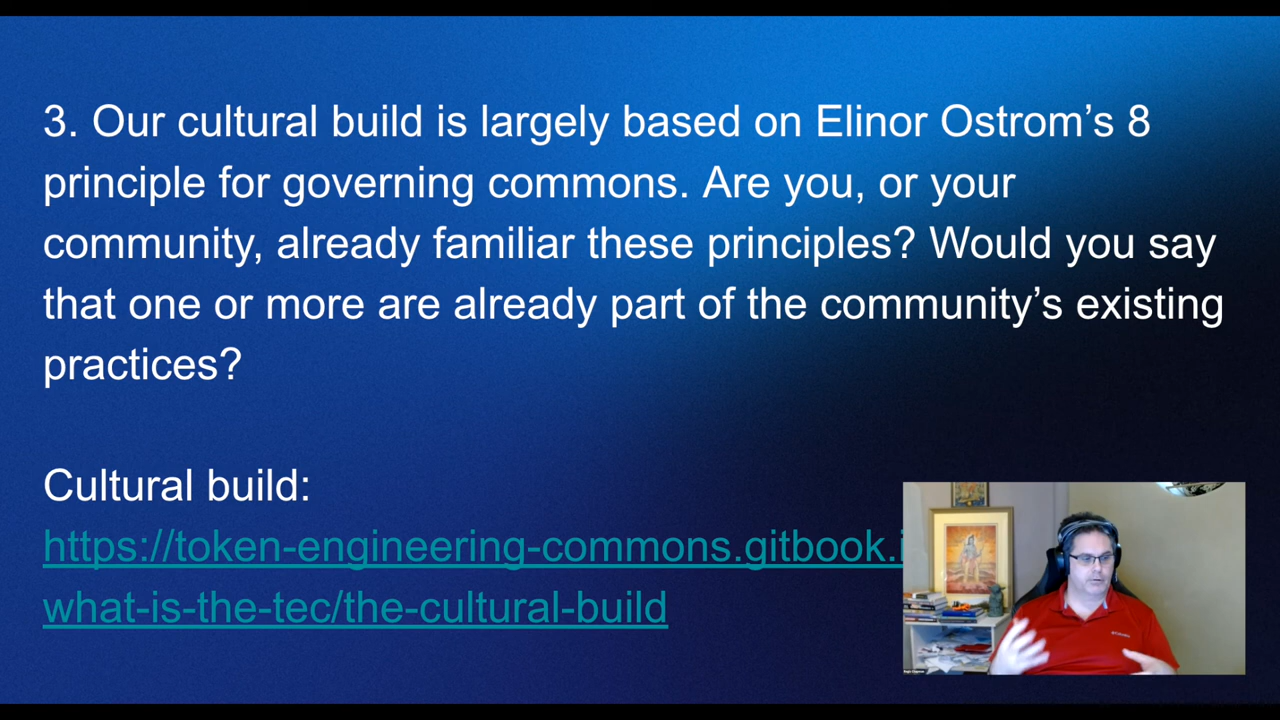 3. Our cultural build is largely based on Elinor Ostrom’s 8
principle for governing commons. Are you, or your
community, already familiar these principles? Would you say
that one or more are already part of the community’s existing
practices?
Cultural build:
https://token-engineering-commons.gitbook.i
what-is-the-tec/the-cultural-build